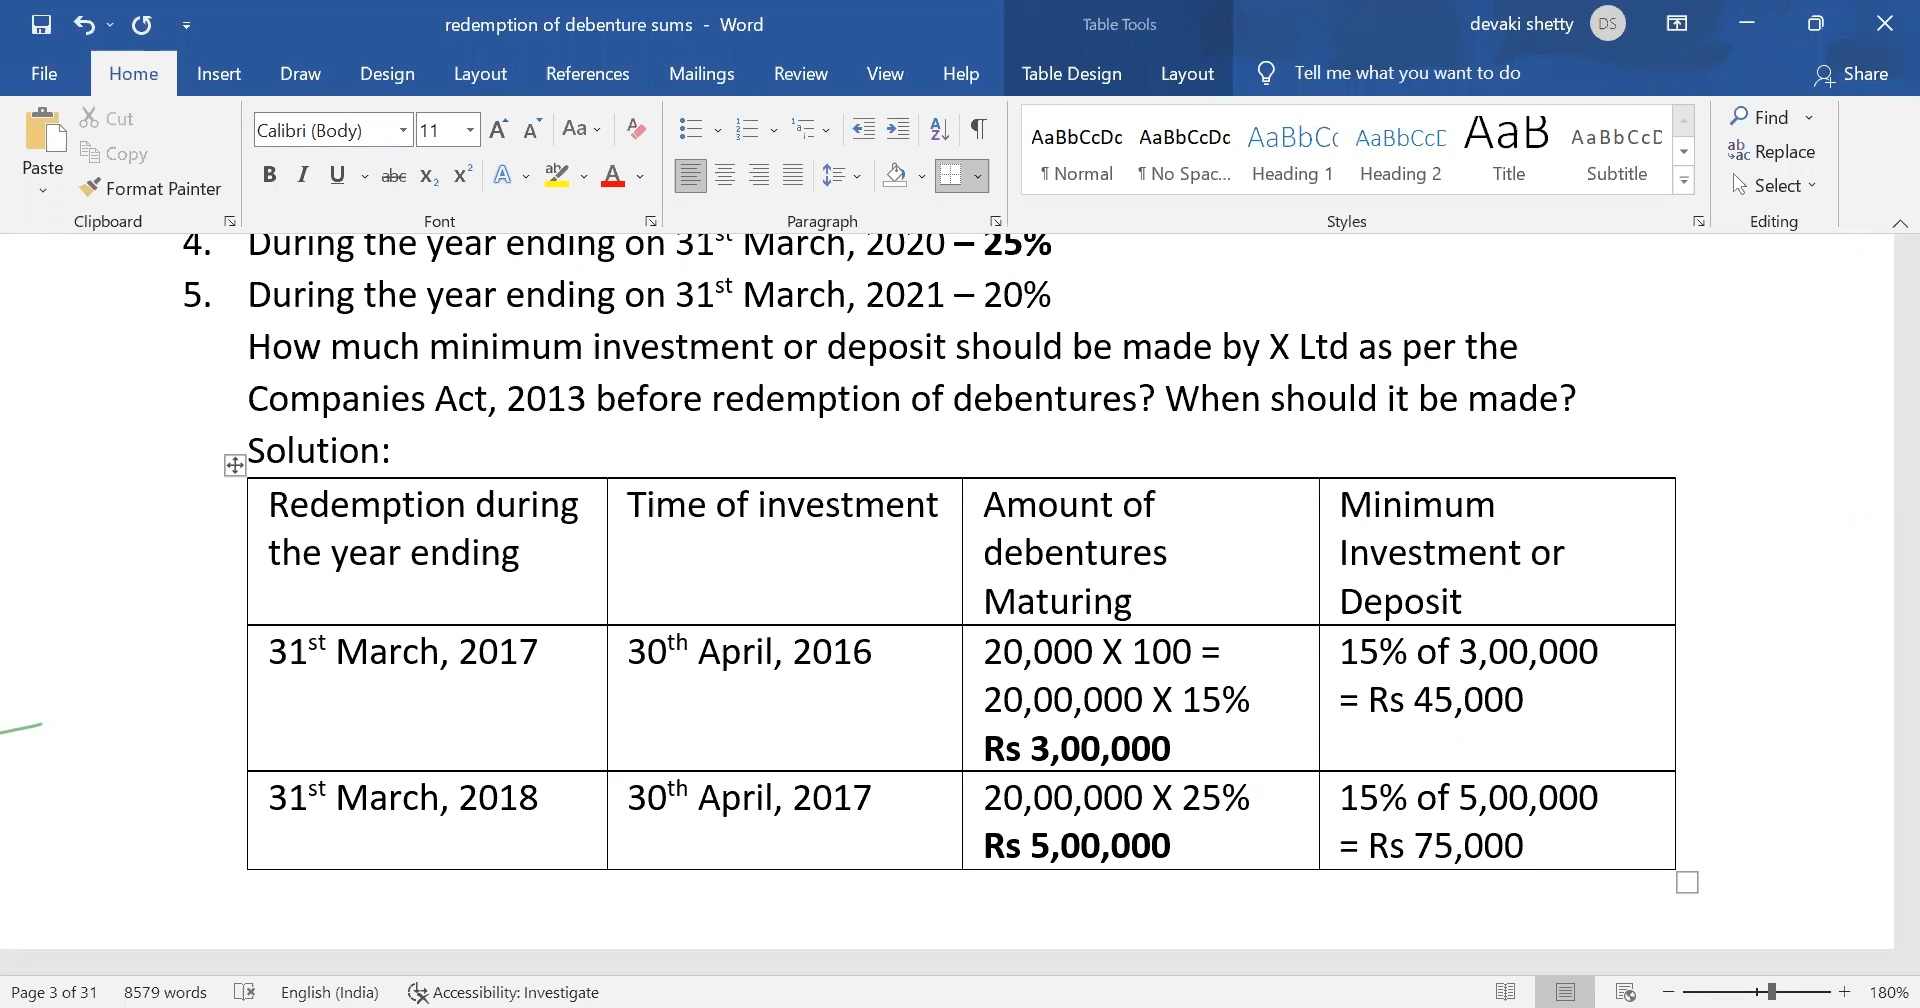 redemption of debenture sums - Word
Table Tools
devaki shetty DS
File Home Insert Draw Design Layout References Mailings Review View Help Table Design Layout Tell me what you want to do Share
Paste
Cut
Copy
Format Painter
Clipboard
Calibri (Body) 11
Font
Paragraph
AaBbCcDc AaBbCcDc AaBbCc AaBbCcD AaB AaBbCcD
¶ Normal ¶ No Spac... Heading 1 Heading 2 Title Subtitle
Styles
Find
Replace
Select
Editing
4. During the year ending on 31st March, 2020 – 25%
5. During the year ending on 31st March, 2021 – 20%
How much minimum investment or deposit should be made by X Ltd as per the
Companies Act, 2013 before redemption of debentures? When should it be made?
Solution:
Redemption during
the year ending
Time of investment
Amount of
debentures
Maturing
Minimum
Investment or
Deposit
31st March, 2017
30th April, 2016
20,000 X 100 =
20,00,000 X 15%
Rs 3,00,000
15% of 3,00,000
= Rs 45,000
31st March, 2018
30th April, 2017
20,00,000 X 25%
Rs 5,00,000
15% of 5,00,000
= Rs 75,000
Page 3 of 31 8579 words English (India) Accessibility: Investigate 180%